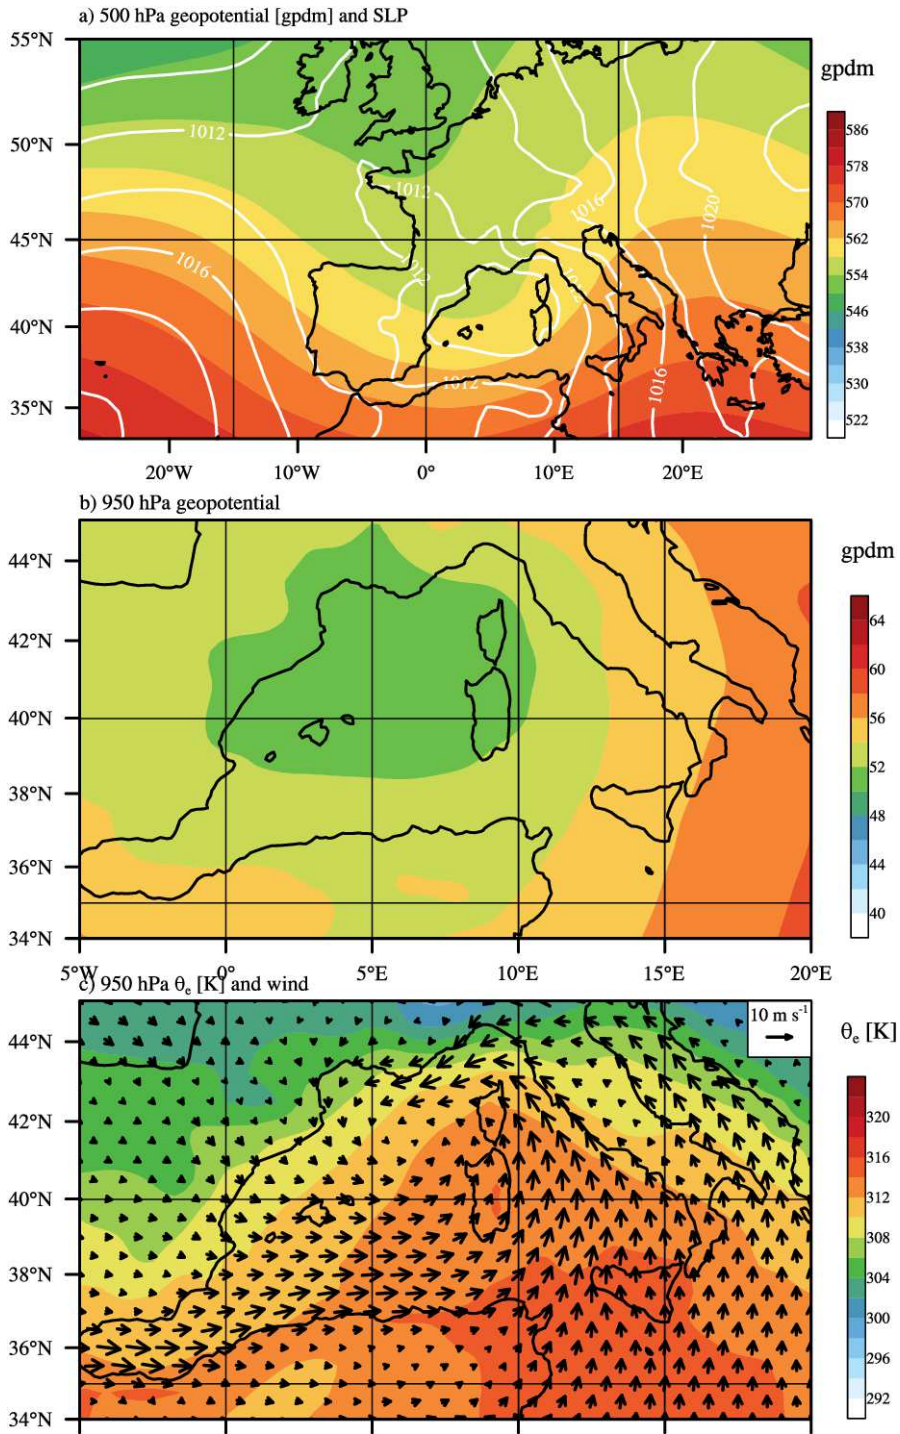 a) 500 hPa geopotential [gpdm] and SLP
55°N
50°N
45°N
40°N
35°N
1012
1012
1016
1020
1016
1012
1012
1016
20°W
10°W
0°
10°E
20°E
gpdm
586
578
570
562
554
546
538
530
522
b) 950 hPa geopotential
44°N
42°N
40°N
38°N
36°N
34°N
5°W
0°
5°E
10°E
15°E
20°E
gpdm
64
60
56
52
48
44
40
c) 950 hPa θe [K] and wind
10 m s-1
44°N
42°N
40°N
38°N
36°N
34°N
θe [K]
320
316
312
308
304
300
296
292